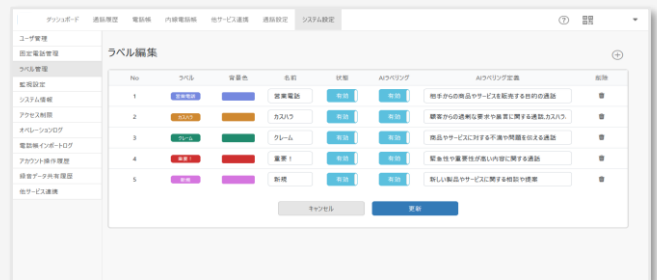 ダッシュボード 通話履歴 電話帳 内線電話帳 他サービス連携 通話設定 システム設定
ユーザ管理
固定電話管理
ラベル管理
監視設定
システム情報
アクセス制限
オペレーションログ
電話帳インポートログ
アカウント操作履歴
録音データ共有履歴
他サービス連携
ラベル編集
No ラベル 背景色 名前 状態 AIラベリング AIラベリング定義 削除
1 営業電話 営業電話 有効 有効 相手からの商品やサービスを販売する目的の通話
2 カスハラ カスハラ 有効 有効 顧客からの過剰な要求や暴言に関する通話,カスハラ.
3 クレーム クレーム 有効 有効 商品やサービスに対する不満や問題を伝える通話
4 重要! 重要! 有効 有効 緊急性や重要性が高い内容に関する通話
5 新規 新規 有効 有効 新しい製品やサービスに関する相談や提案
キャンセル 更新